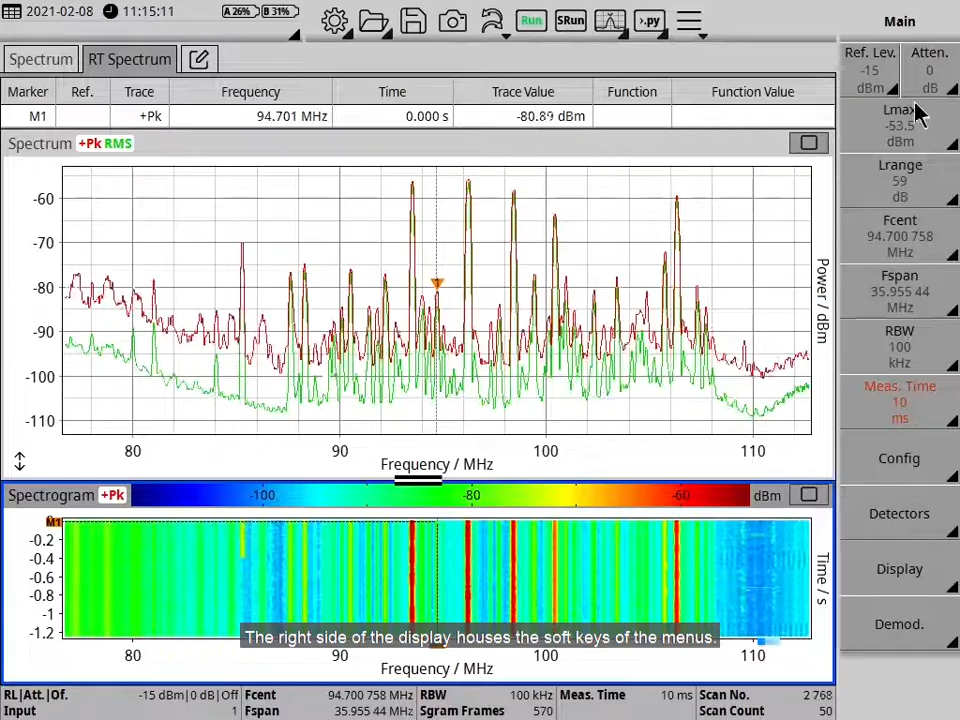 2021-02-08 11:15:11 A 26% B 31% Run SRun .py Main
Spectrum RT Spectrum
Marker Ref. Trace Frequency Time Trace Value Function Function Value
M1 +Pk 94.701 MHz 0.000 s -80.89 dBm
Spectrum +Pk RMS
-60
-70
-80
-90
-100
-110
80 90 100 110
Frequency / MHz
Power / dBm
Spectrogram +Pk -100 -80 -60 dBm
M1
-0.2
-0.4
-0.6
-0.8
-1
-1.2
Time / s
The right side of the display houses the soft keys of the menus.
80 90 100 110
Frequency / MHz
RL|Att.|Of. -15 dBm|0 dB|Off Fcent 94.700 758 MHz RBW 100 kHz Meas. Time 10 ms Scan No. 2 768
Input 1 Fspan 35.955 44 MHz Sgram Frames 570 Scan Count 50
Ref. Lev. Atten.
-15 0
dBm dB
Lmax
-53.5
dBm
Lrange
59
dB
Fcent
94.700 758
MHz
Fspan
35.955 44
MHz
RBW
100
kHz
Meas. Time
10
ms
Config
Detectors
Display
Demod.